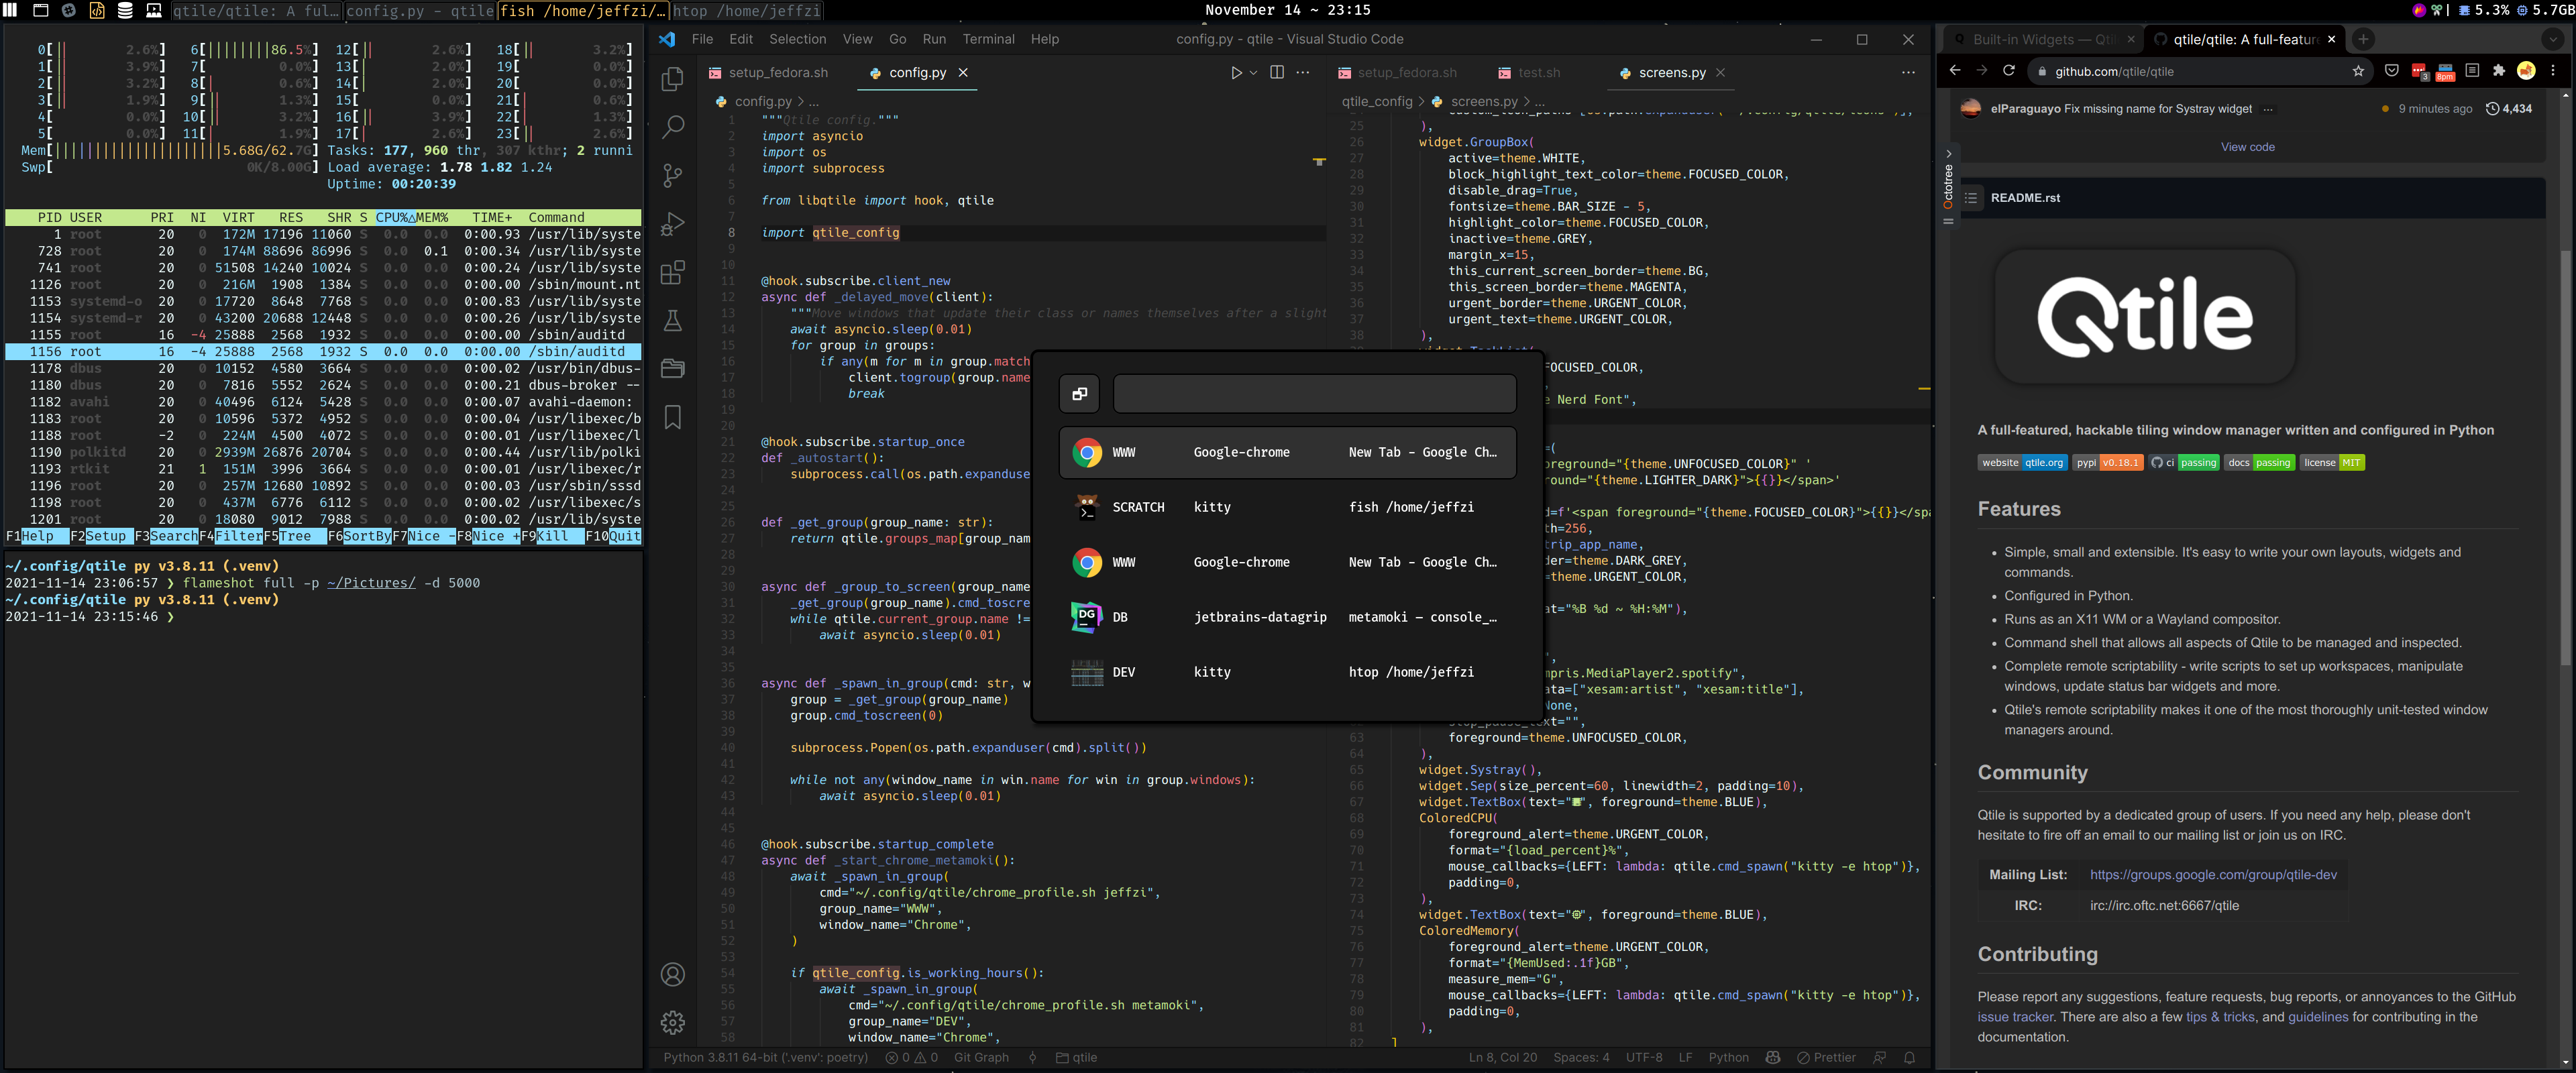 qtile/qtile: A ful…
config.py - qtile
fish /home/jeffzi/…
htop /home/jeffzi
November 14 ~ 23:15
5.3%
5.7GB
0[|| 2.6%] 6[||||||||86.5%] 12[|| 2.6%] 18[|| 3.2%]
1[| 3.9%] 7[ 0.0%] 13[| 2.0%] 19[ 0.0%]
2[| 3.2%] 8[| 0.6%] 14[| 2.0%] 20[ 0.0%]
3[|| 1.9%] 9[|| 1.3%] 15[ 0.0%] 21[| 0.6%]
4[ 0.0%] 10[|| 3.2%] 16[|| 3.9%] 22[| 1.3%]
5[ 0.0%] 11[| 1.9%] 17[| 2.6%] 23[|| 2.6%]
Mem[||||||||||||||||||||5.68G/62.7G] Tasks: 177, 960 thr, 307 kthr; 2 runni
Swp[ 0K/8.00G] Load average: 1.78 1.82 1.24
Uptime: 00:20:39
PID USER PRI NI VIRT RES SHR S CPU%△MEM% TIME+ Command
1 root 20 0 172M 17196 11060 S 0.0 0.0 0:00.93 /usr/lib/syste
728 root 20 0 174M 88696 86996 S 0.0 0.1 0:00.34 /usr/lib/syste
741 root 20 0 51508 14240 10024 S 0.0 0.0 0:00.24 /usr/lib/syste
1126 root 20 0 216M 1908 1384 S 0.0 0.0 0:00.00 /sbin/mount.nt
1153 systemd-o 20 0 17720 8648 7768 S 0.0 0.0 0:00.83 /usr/lib/syste
1154 systemd-r 20 0 43200 20688 12448 S 0.0 0.0 0:00.26 /usr/lib/syste
1155 root 16 -4 25888 2568 1932 S 0.0 0.0 0:00.00 /sbin/auditd
1156 root 16 -4 25888 2568 1932 S 0.0 0.0 0:00.00 /sbin/auditd
1178 dbus 20 0 10152 4580 3664 S 0.0 0.0 0:00.02 /usr/bin/dbus-
1180 dbus 20 0 7816 5552 2624 S 0.0 0.0 0:00.21 dbus-broker --
1182 avahi 20 0 40496 6124 5428 S 0.0 0.0 0:00.07 avahi-daemon:
1183 root 20 0 10596 5372 4952 S 0.0 0.0 0:00.04 /usr/libexec/b
1188 root -2 0 224M 4500 4072 S 0.0 0.0 0:00.01 /usr/libexec/l
1190 polkitd 20 0 2939M 26876 20704 S 0.0 0.0 0:00.44 /usr/lib/polki
1193 rtkit 21 1 151M 3996 3664 S 0.0 0.0 0:00.01 /usr/libexec/r
1196 root 20 0 257M 12680 10892 S 0.0 0.0 0:00.03 /usr/sbin/sssd
1198 root 20 0 437M 6776 6112 S 0.0 0.0 0:00.02 /usr/libexec/s
1201 root 20 0 18080 9012 7988 S 0.0 0.0 0:00.02 /usr/lib/syste
F1Help F2Setup F3SearchF4FilterF5Tree F6SortByF7Nice -F8Nice +F9Kill F10Quit
~/.config/qtile py v3.8.11 (.venv)
2021-11-14 23:06:57 ❯ flameshot full -p ~/Pictures/ -d 5000
~/.config/qtile py v3.8.11 (.venv)
2021-11-14 23:15:46 ❯
File Edit Selection View Go Run Terminal Help
config.py - qtile - Visual Studio Code
setup_fedora.sh
config.py
config.py > ...
1 """Qtile config."""
2 import asyncio
3 import os
4 import subprocess
5
6 from libqtile import hook, qtile
7
8 import qtile_config
9
10
11 @hook.subscribe.client_new
12 async def _delayed_move(client):
13 """Move windows that update their class or names themselves after a slight
14 await asyncio.sleep(0.01)
15 for group in groups:
16 if any(m for m in group.match
17 client.togroup(group.name
18 break
19
20
21 @hook.subscribe.startup_once
22 def _autostart():
23 subprocess.call(os.path.expanduse
24
25
26 def _get_group(group_name: str):
27 return qtile.groups_map[group_nam
28
29
30 async def _group_to_screen(group_name
31 _get_group(group_name).cmd_toscre
32 while qtile.current_group.name !=
33 await asyncio.sleep(0.01)
34
35
36 async def _spawn_in_group(cmd: str, w
37 group = _get_group(group_name)
38 group.cmd_toscreen(0)
39
40 subprocess.Popen(os.path.expanduser(cmd).split())
41
42 while not any(window_name in win.name for win in group.windows):
43 await asyncio.sleep(0.01)
44
45
46 @hook.subscribe.startup_complete
47 async def _start_chrome_metamoki():
48 await _spawn_in_group(
49 cmd="~/.config/qtile/chrome_profile.sh jeffzi",
50 group_name="WWW",
51 window_name="Chrome",
52 )
53
54 if qtile_config.is_working_hours():
55 await _spawn_in_group(
56 cmd="~/.config/qtile/chrome_profile.sh metamoki",
57 group_name="DEV",
58 window_name="Chrome",
setup_fedora.sh
test.sh
screens.py
qtile_config > screens.py > ...
25 ),
26 widget.GroupBox(
27 active=theme.WHITE,
28 block_highlight_text_color=theme.FOCUSED_COLOR,
29 disable_drag=True,
30 fontsize=theme.BAR_SIZE - 5,
31 highlight_color=theme.FOCUSED_COLOR,
32 inactive=theme.GREY,
33 margin_x=15,
34 this_current_screen_border=theme.BG,
35 this_screen_border=theme.MAGENTA,
36 urgent_border=theme.URGENT_COLOR,
37 urgent_text=theme.URGENT_COLOR,
38 ),
OCUSED_COLOR,
e Nerd Font",
=(
oreground="{theme.UNFOCUSED_COLOR}" '
ound="{theme.LIGHTER_DARK}">{{}}</span>'
d=f'<span foreground="{theme.FOCUSED_COLOR}">{{}}</spa
th=256,
trip_app_name,
der=theme.DARK_GREY,
=theme.URGENT_COLOR,
at="%B %d ~ %H:%M"),
",
mpris.MediaPlayer2.spotify",
ata=["xesam:artist", "xesam:title"],
None,
stop_pause_text="",
63 foreground=theme.UNFOCUSED_COLOR,
64 ),
65 widget.Systray(),
66 widget.Sep(size_percent=60, linewidth=2, padding=10),
67 widget.TextBox(text="", foreground=theme.BLUE),
68 ColoredCPU(
69 foreground_alert=theme.URGENT_COLOR,
70 format="{load_percent}%",
71 mouse_callbacks={LEFT: lambda: qtile.cmd_spawn("kitty -e htop")},
72 padding=0,
73 ),
74 widget.TextBox(text="", foreground=theme.BLUE),
75 ColoredMemory(
76 foreground_alert=theme.URGENT_COLOR,
77 format="{MemUsed:.1f}GB",
78 measure_mem="G",
79 mouse_callbacks={LEFT: lambda: qtile.cmd_spawn("kitty -e htop")},
80 padding=0,
81 ),
82 ]
WWW Google-chrome New Tab - Google Ch…
SCRATCH kitty fish /home/jeffzi
WWW Google-chrome New Tab - Google Ch…
DG DB jetbrains-datagrip metamoki – console_…
DEV kitty htop /home/jeffzi
Python 3.8.11 64-bit ('.venv': poetry) 0 0 Git Graph qtile
Ln 8, Col 20 Spaces: 4 UTF-8 LF Python Prettier
Built-in Widgets — Qtil
qtile/qtile: A full-featur
github.com/qtile/qtile
3
8pm
elParaguayo Fix missing name for Systray widget ...
9 minutes ago
4,434
View code
Octotree
README.rst
Qtile
A full-featured, hackable tiling window manager written and configured in Python
website qtile.org pypi v0.18.1 ci passing docs passing license MIT
Features
• Simple, small and extensible. It's easy to write your own layouts, widgets and
commands.
• Configured in Python.
• Runs as an X11 WM or a Wayland compositor.
• Command shell that allows all aspects of Qtile to be managed and inspected.
• Complete remote scriptability - write scripts to set up workspaces, manipulate
windows, update status bar widgets and more.
• Qtile's remote scriptability makes it one of the most thoroughly unit-tested window
managers around.
Community
Qtile is supported by a dedicated group of users. If you need any help, please don't
hesitate to fire off an email to our mailing list or join us on IRC.
Mailing List: https://groups.google.com/group/qtile-dev
IRC: irc://irc.oftc.net:6667/qtile
Contributing
Please report any suggestions, feature requests, bug reports, or annoyances to the GitHub
issue tracker. There are also a few tips & tricks, and guidelines for contributing in the
documentation.